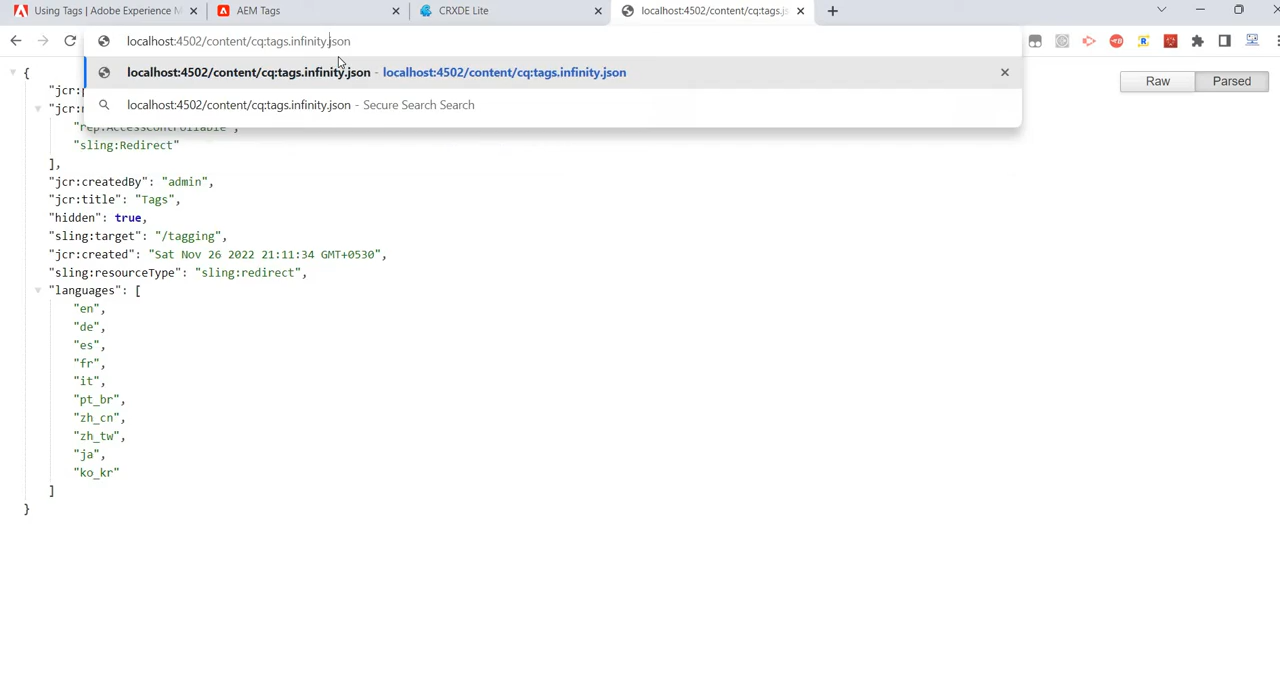 Using Tags | Adobe Experience M
AEM Tags
CRXDE Lite
localhost:4502/content/cq:tags.js
localhost:4502/content/cq:tags.infinity.json
localhost:4502/content/cq:tags.infinity.json - localhost:4502/content/cq:tags.infinity.json
localhost:4502/content/cq:tags.infinity.json - Secure Search Search
Raw
Parsed
{
"jcr:
"jcr:
"rep:AccessControllable",
"sling:Redirect"
],
"jcr:createdBy": "admin",
"jcr:title": "Tags",
"hidden": true,
"sling:target": "/tagging",
"jcr:created": "Sat Nov 26 2022 21:11:34 GMT+0530",
"sling:resourceType": "sling:redirect",
"languages": [
"en",
"de",
"es",
"fr",
"it",
"pt_br",
"zh_cn",
"zh_tw",
"ja",
"ko_kr"
]
}